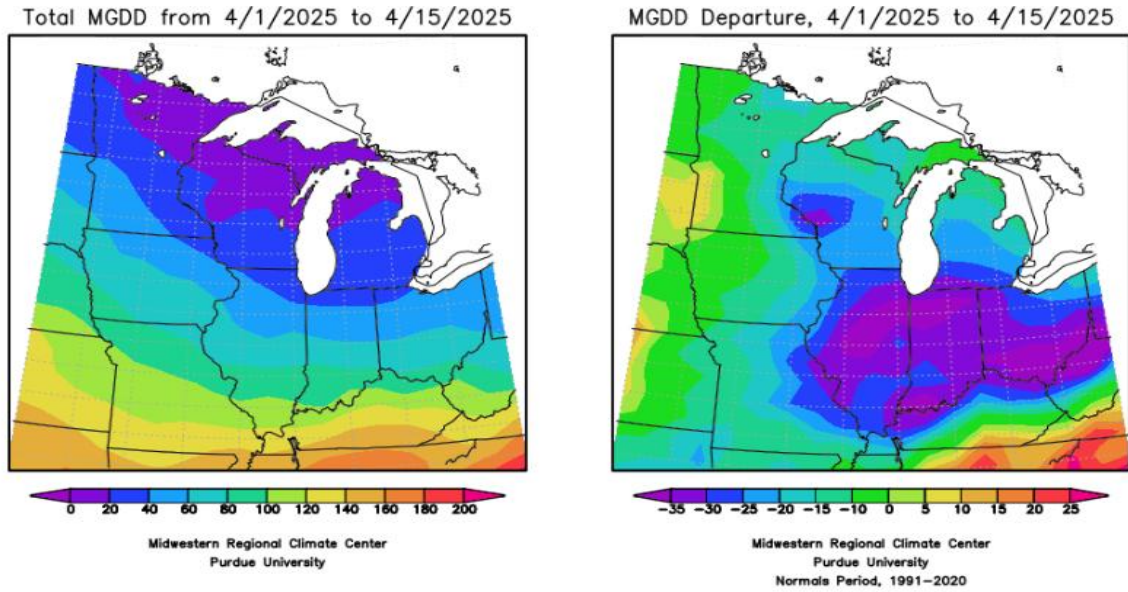 Total MGDD from 4/1/2025 to 4/15/2025
0 20 40 60 80 100 120 140 160 180 200
Midwestern Regional Climate Center
Purdue University
MGDD Departure, 4/1/2025 to 4/15/2025
-35 -30 -25 -20 -15 -10 0 5 10 15 20 25
Midwestern Regional Climate Center
Purdue University
Normals Period, 1991-2020